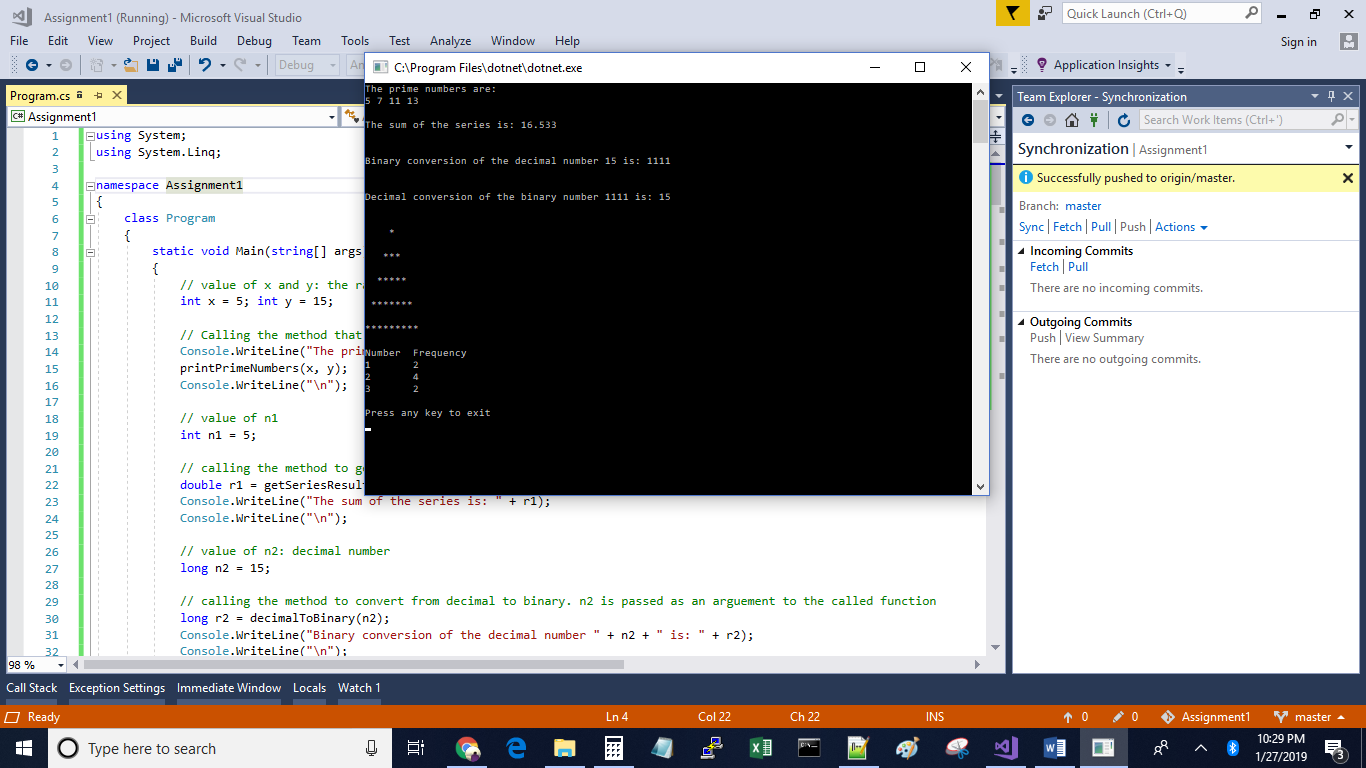 Assignment1 (Running) - Microsoft Visual Studio
Quick Launch (Ctrl+Q)
File Edit View Project Build Debug Team Tools Test Analyze Window Help
Sign in
Debug
Application Insights
Program.cs
Assignment1
1 using System;
2 using System.Linq;
3
4 namespace Assignment1
5 {
6 class Program
7 {
8 static void Main(string[] args
9 {
10 // value of x and y: the
11 int x = 5; int y = 15;
12
13 // Calling the method that
14 Console.WriteLine("The
15 printPrimeNumbers(x, y);
16 Console.WriteLine("\n");
17
18 // value of n1
19 int n1 = 5;
20
21 // calling the method to
22 double r1 =
23 Console.WriteLine("The sum of the series is: " + r1);
24 Console.WriteLine("\n");
25
26 // value of n2: decimal number
27 long n2 = 15;
28
29 // calling the method to convert from decimal to binary. n2 is passed as an arguement to the called function
30 long r2 = decimalToBinary(n2);
31 Console.WriteLine("Binary conversion of the decimal number " + n2 + " is: " + r2);
32 Console.WriteLine("\n");
98 %
C:\Program Files\dotnet\dotnet.exe
The prime numbers are:
5 7 11 13
The sum of the series is: 16.533
Binary conversion of the decimal number 15 is: 1111
Decimal conversion of the binary number 1111 is: 15
*
***
*****
*******
*********
Number Frequency
1 2
2 4
3 2
Press any key to exit
Team Explorer - Synchronization
Search Work Items (Ctrl+')
Synchronization | Assignment1
Successfully pushed to origin/master.
Branch: master
Sync | Fetch | Pull | Push | Actions
Incoming Commits
Fetch | Pull
There are no incoming commits.
Outgoing Commits
Push | View Summary
There are no outgoing commits.
Call Stack Exception Settings Immediate Window Locals Watch 1
Ready Ln 4 Col 22 Ch 22 INS 0 0 Assignment1 master
Type here to search
10:29 PM
1/27/2019
3